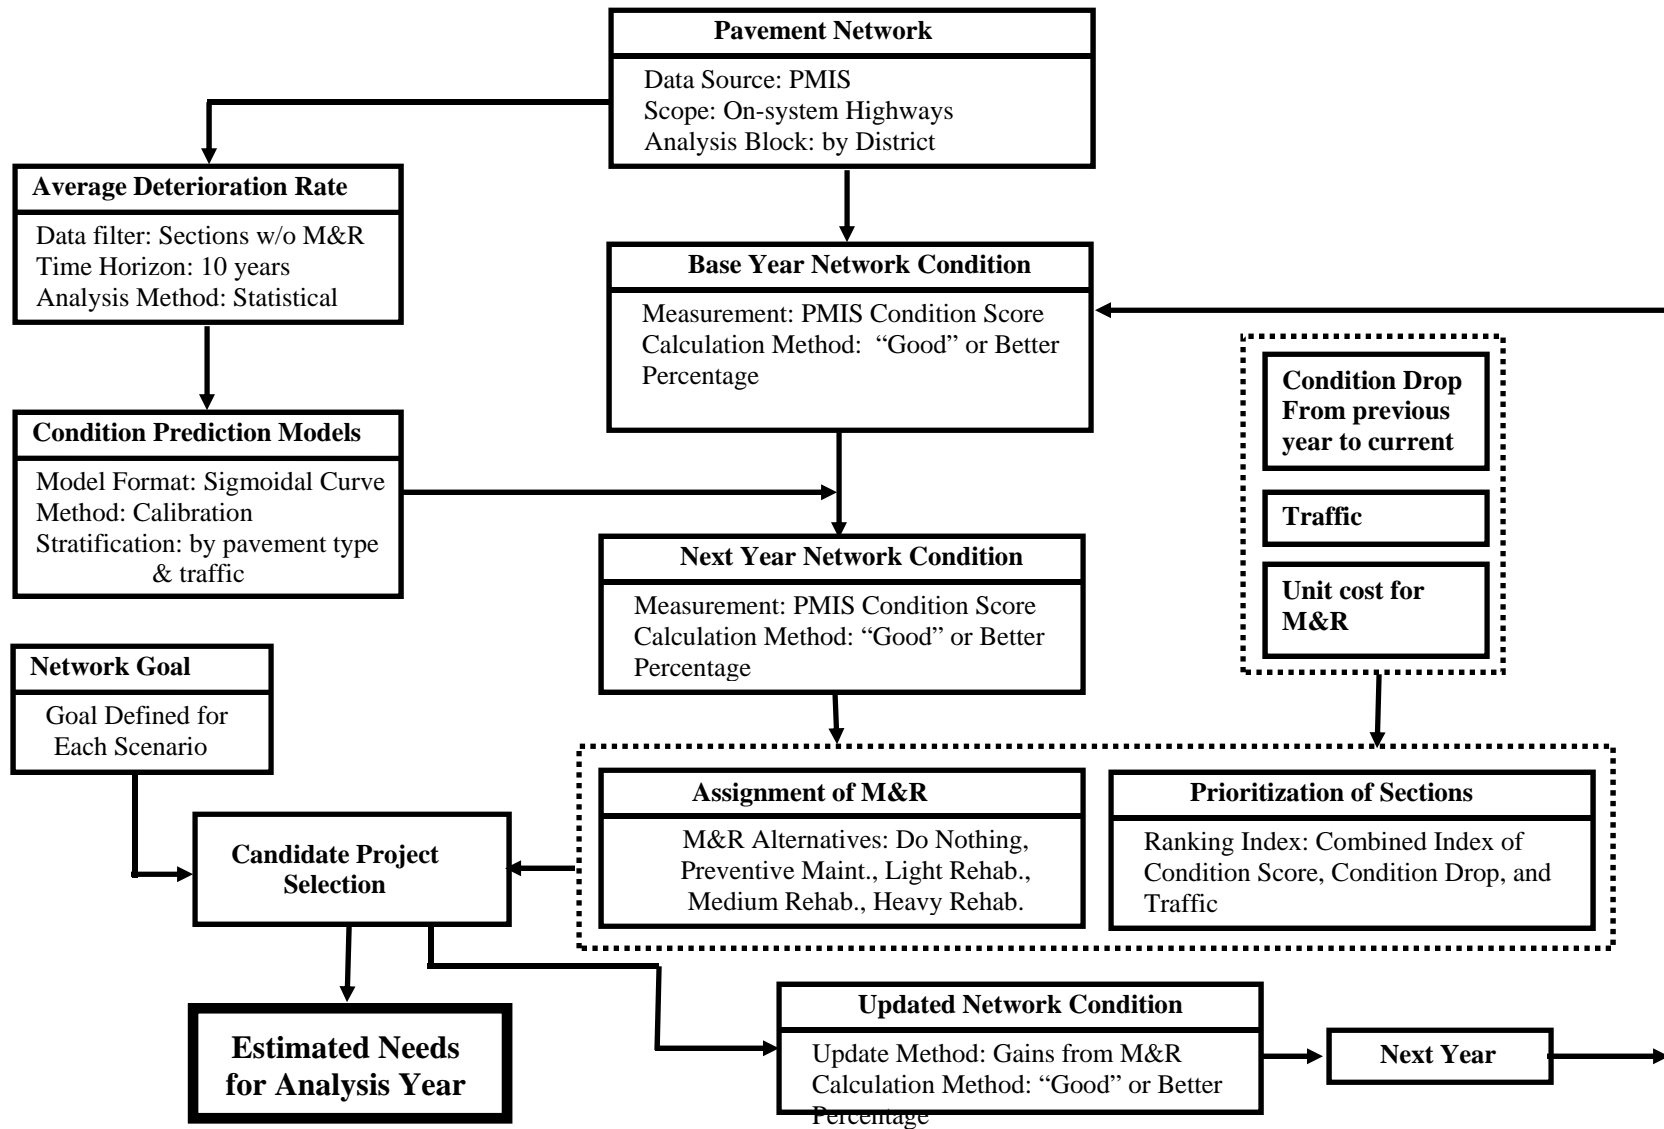 Pavement Network
Data Source: PMIS
Scope: On-system Highways
Analysis Block: by District
Average Deterioration Rate
Data filter: Sections w/o M&R
Time Horizon: 10 years
Analysis Method: Statistical
Base Year Network Condition
Measurement: PMIS Condition Score
Calculation Method:  “Good” or Better
Percentage
Condition Drop
From previous
year to current
Traffic
Unit cost for
M&R
Condition Prediction Models
Model Format: Sigmoidal Curve
Method: Calibration
Stratification: by pavement type
& traffic
Next Year Network Condition
Measurement: PMIS Condition Score
Calculation Method: “Good” or Better
Percentage
Network Goal
Goal Defined for
Each Scenario
Candidate Project
Selection
Assignment of M&R
M&R Alternatives: Do Nothing,
Preventive Maint., Light Rehab.,
Medium Rehab., Heavy Rehab.
Prioritization of Sections
Ranking Index: Combined Index of
Condition Score, Condition Drop, and
Traffic
Estimated Needs
for Analysis Year
Updated Network Condition
Update Method: Gains from M&R
Calculation Method: “Good” or Better
Percentage
Next Year